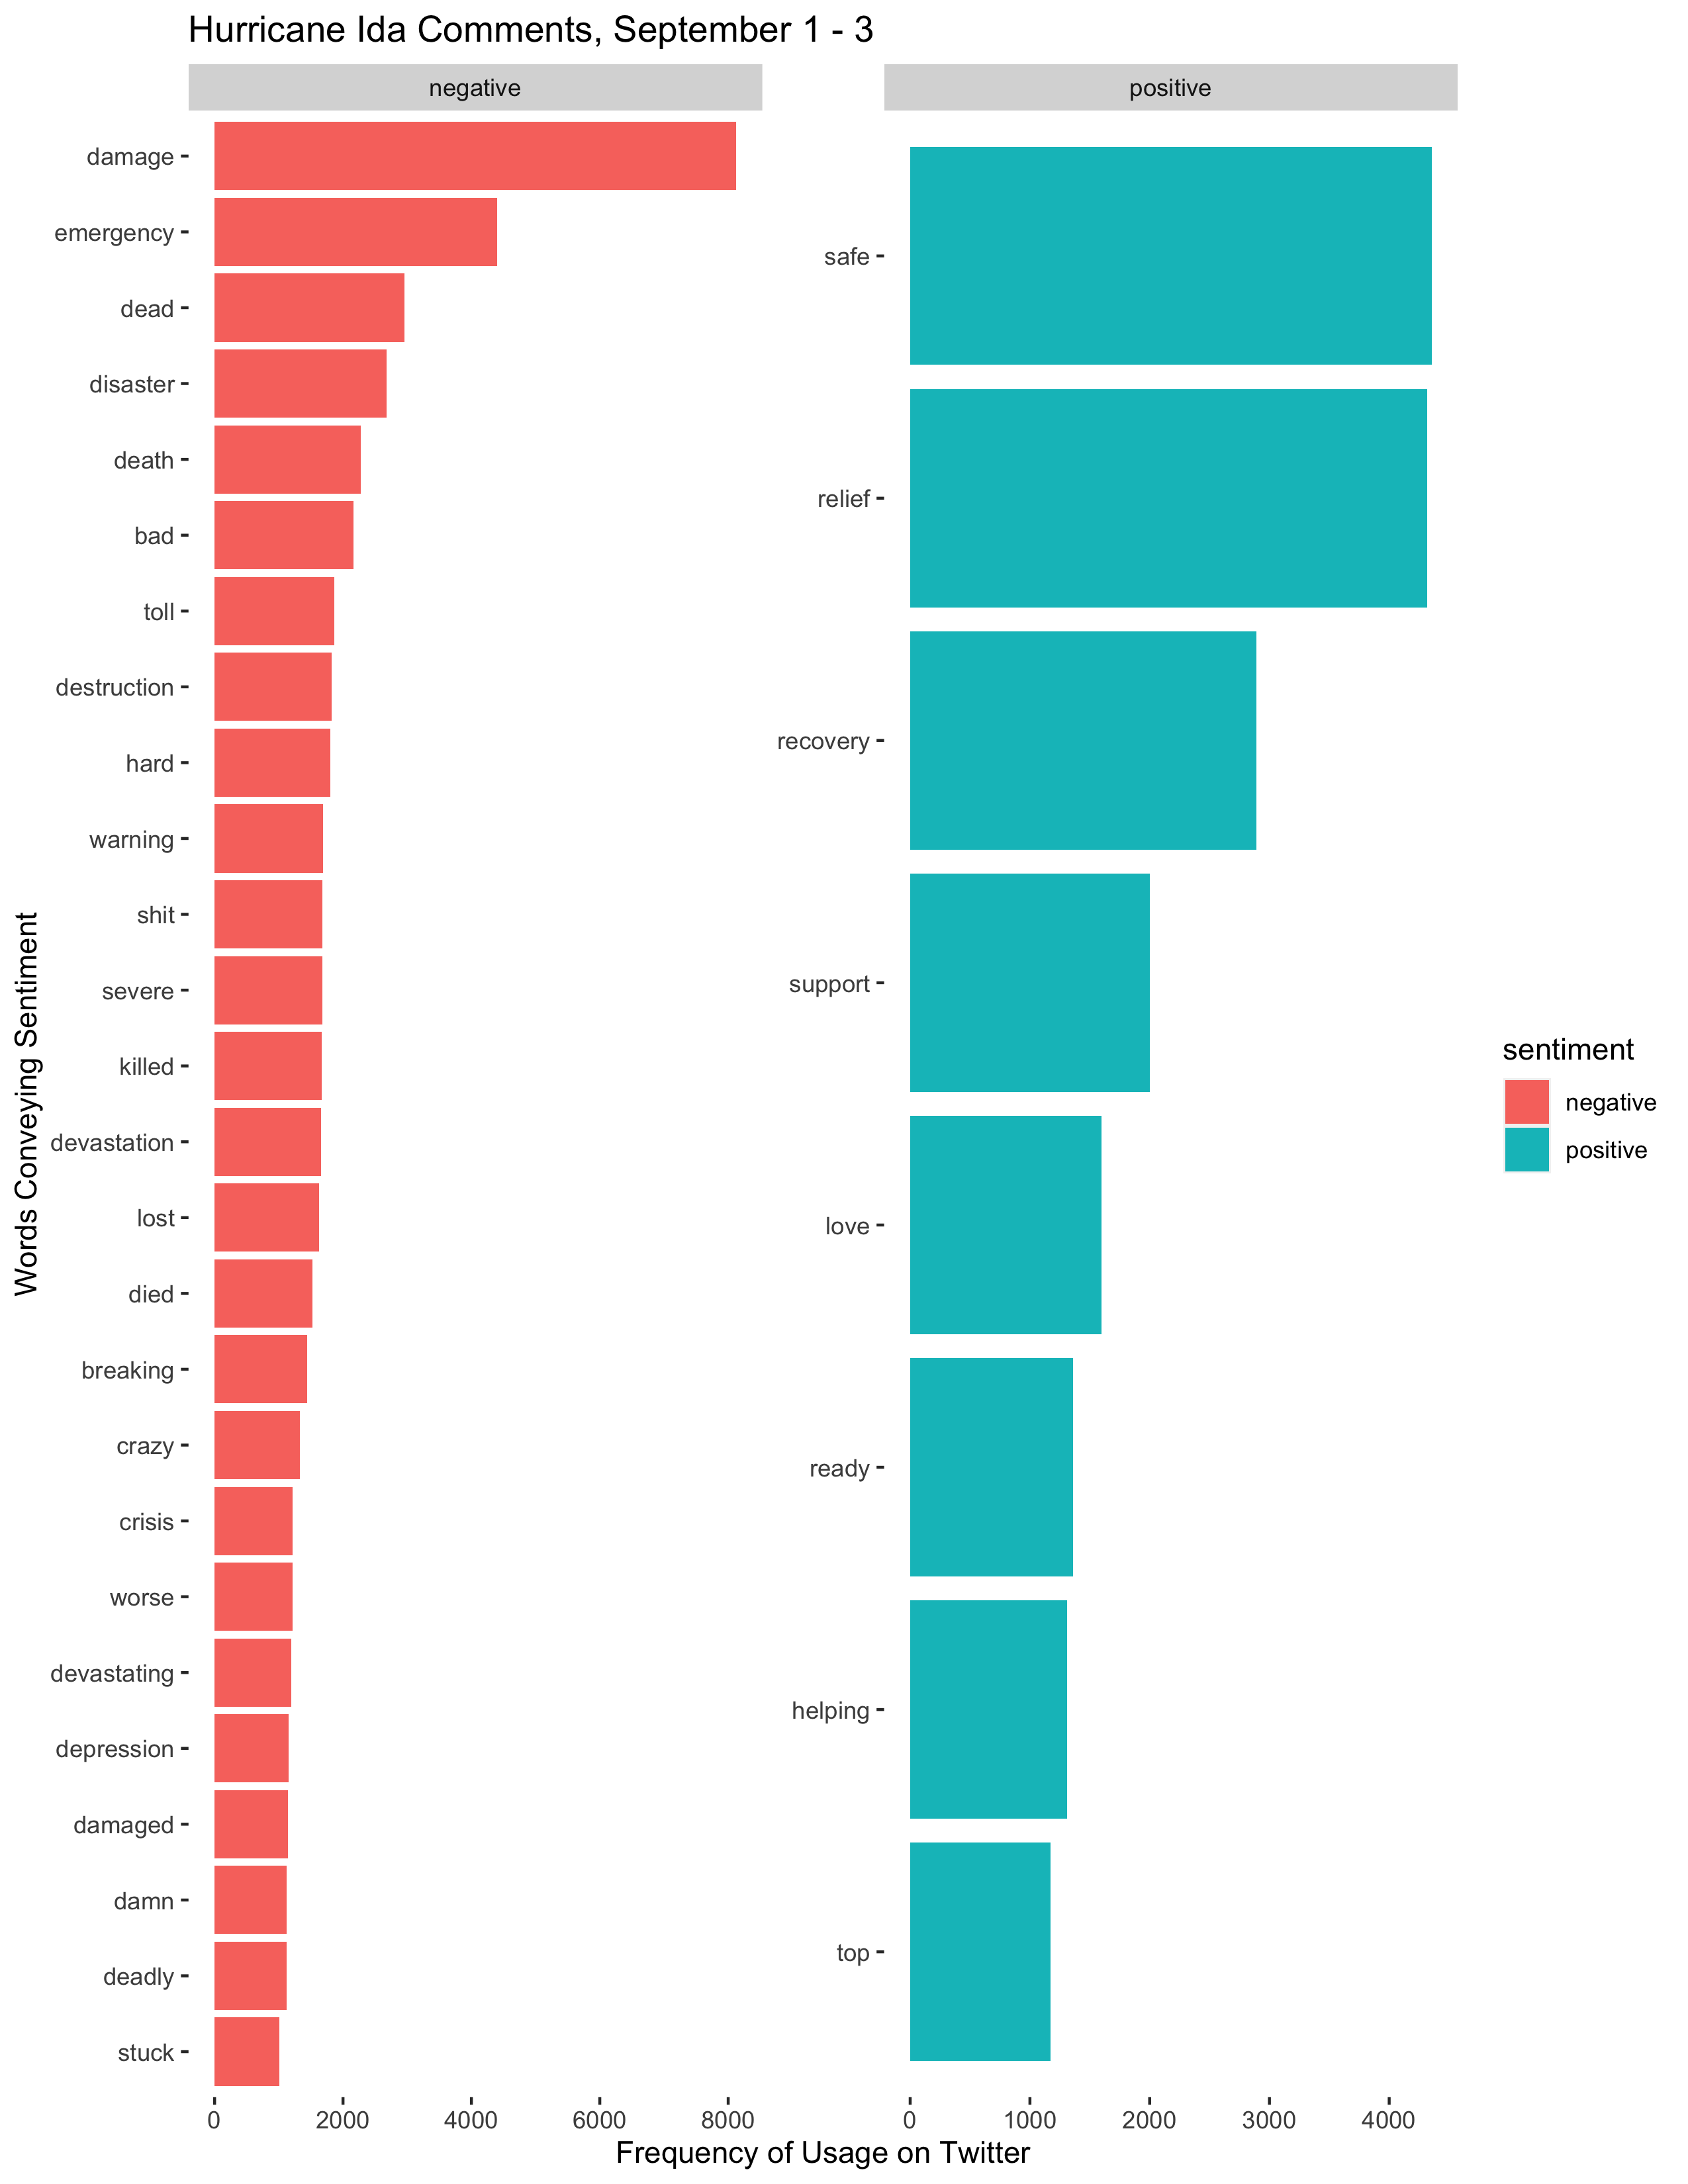 Hurricane Ida Comments, September 1 - 3
negative
positive
Words Conveying Sentiment
damage
emergency
dead
disaster
death
bad
toll
destruction
hard
warning
shit
severe
killed
devastation
lost
died
breaking
crazy
crisis
worse
devastating
depression
damaged
damn
deadly
stuck
0 2000 4000 6000 8000
safe
relief
recovery
support
love
ready
helping
top
0 1000 2000 3000 4000
Frequency of Usage on Twitter
sentiment
negative
positive